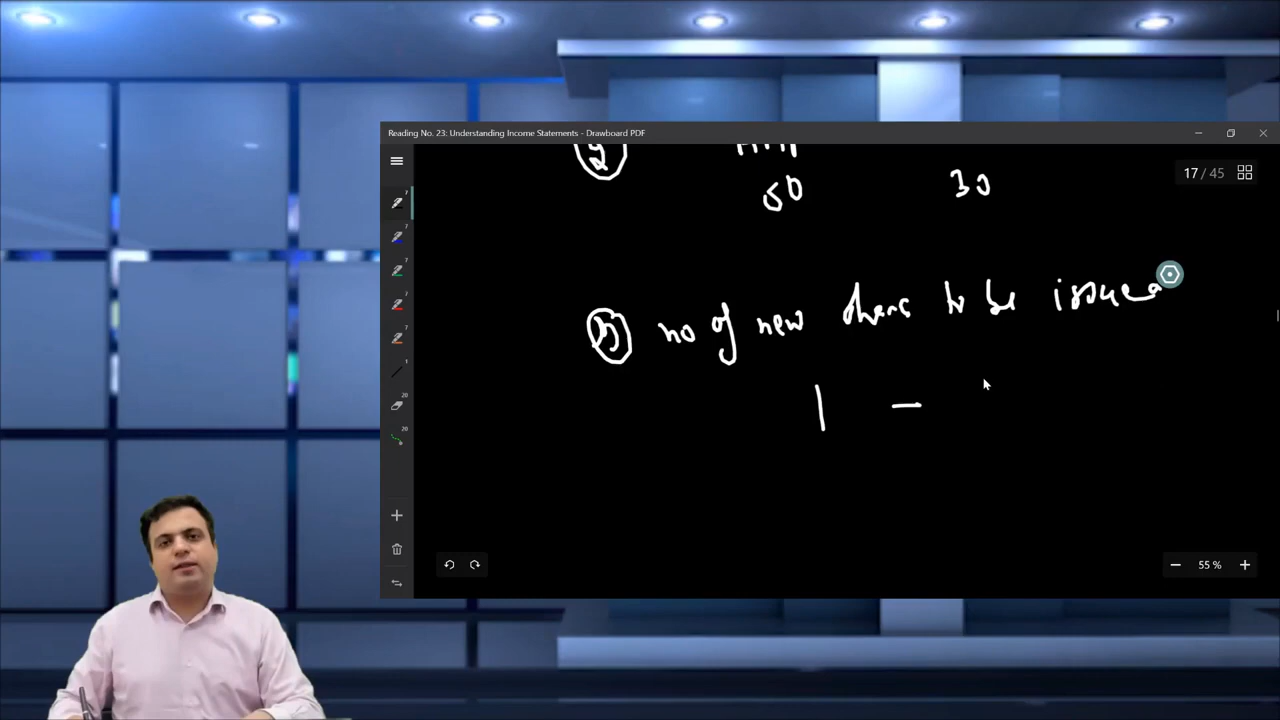 Reading No. 23: Understanding Income Statements - Drawboard PDF
17 / 45
50 30
no of new shares to be issued
1 -
55 %